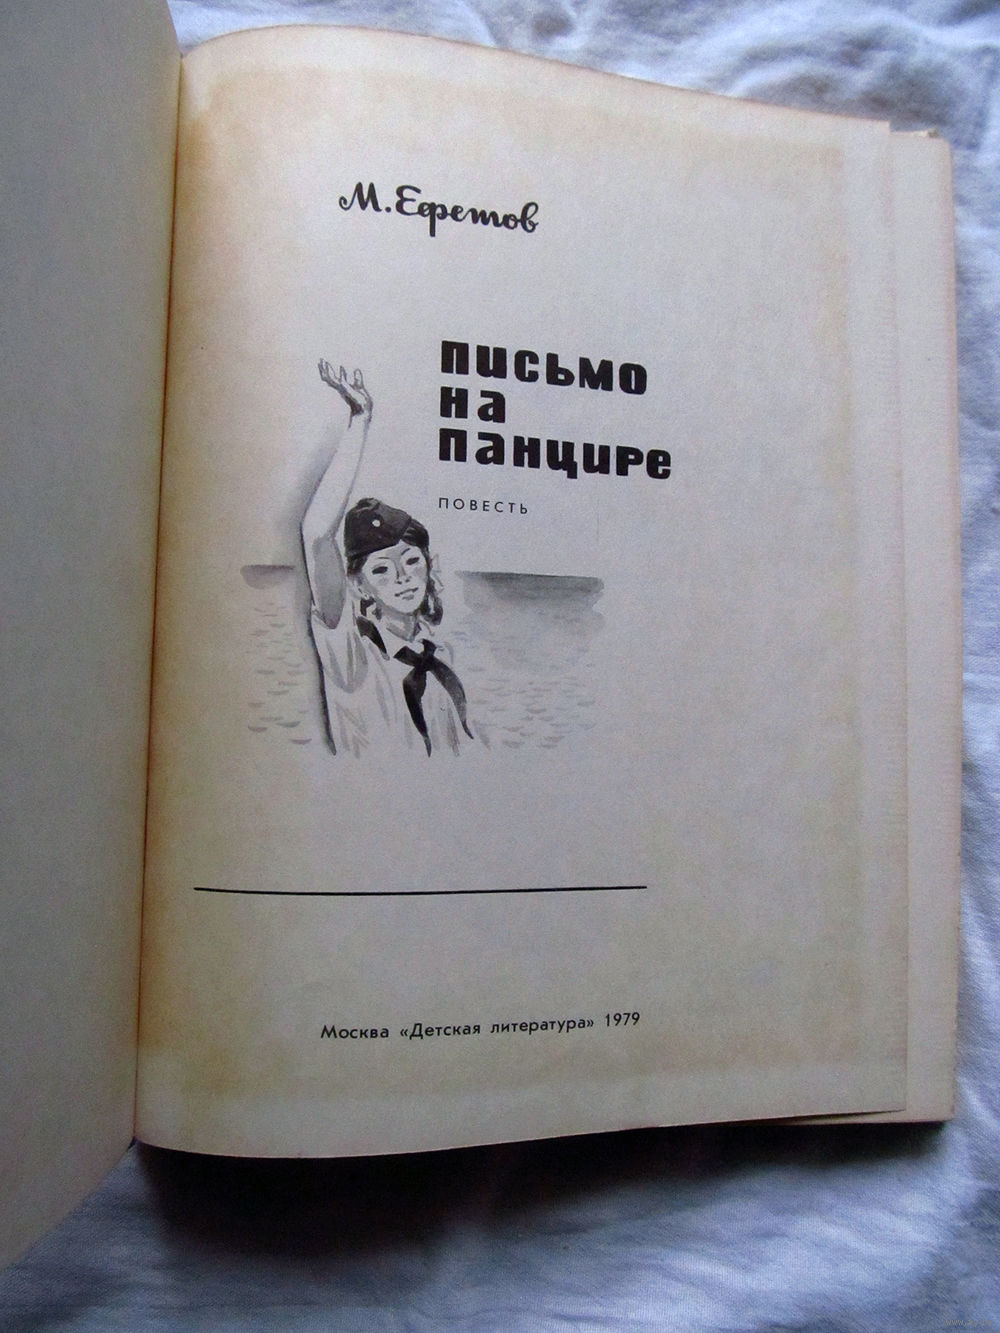 М. Ефетов
ПИСЬМО
НА
ПАНЦИРЕ
ПОВЕСТЬ
Москва «Детская литература» 1979